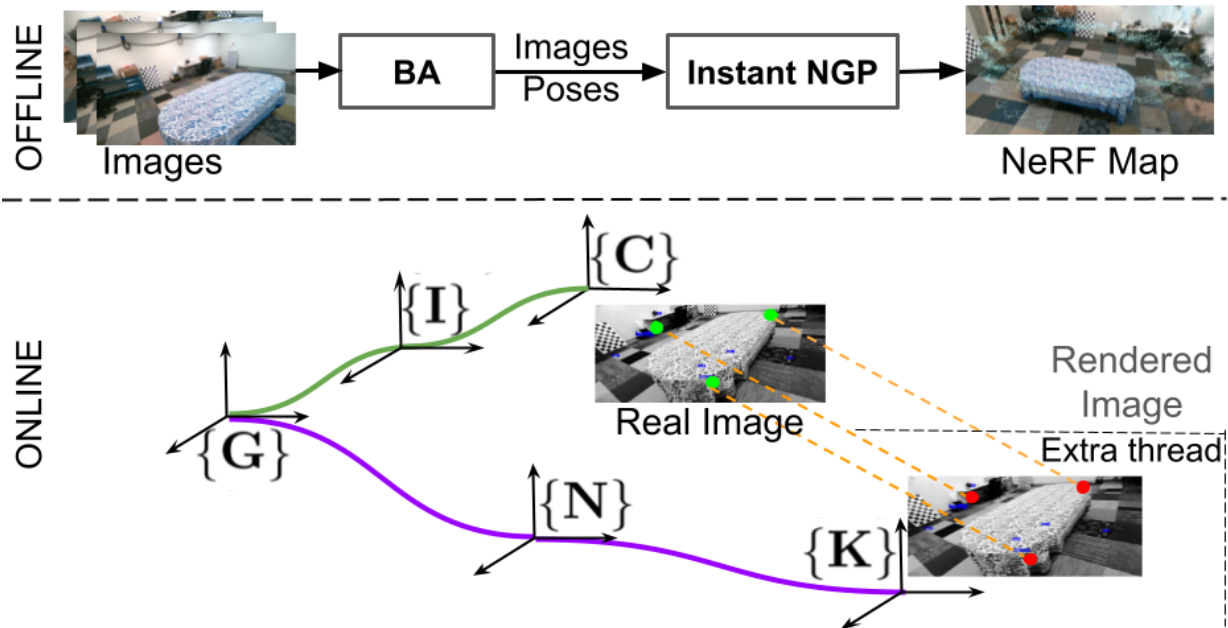 OFFLINE
Images
BA
Images
Poses
Instant NGP
NeRF Map
ONLINE
{C}
{I}
{G}
Real Image
Rendered
Image
Extra thread
{N}
{K}